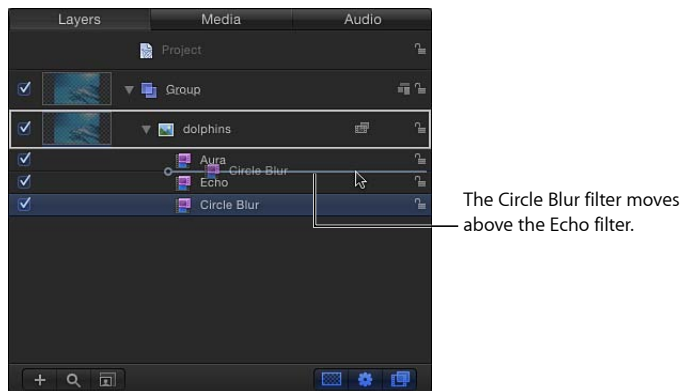 Layers Media Audio
Project
Group
dolphins
Aura
Circle Blur
Echo
Circle Blur
The Circle Blur filter moves
above the Echo filter.